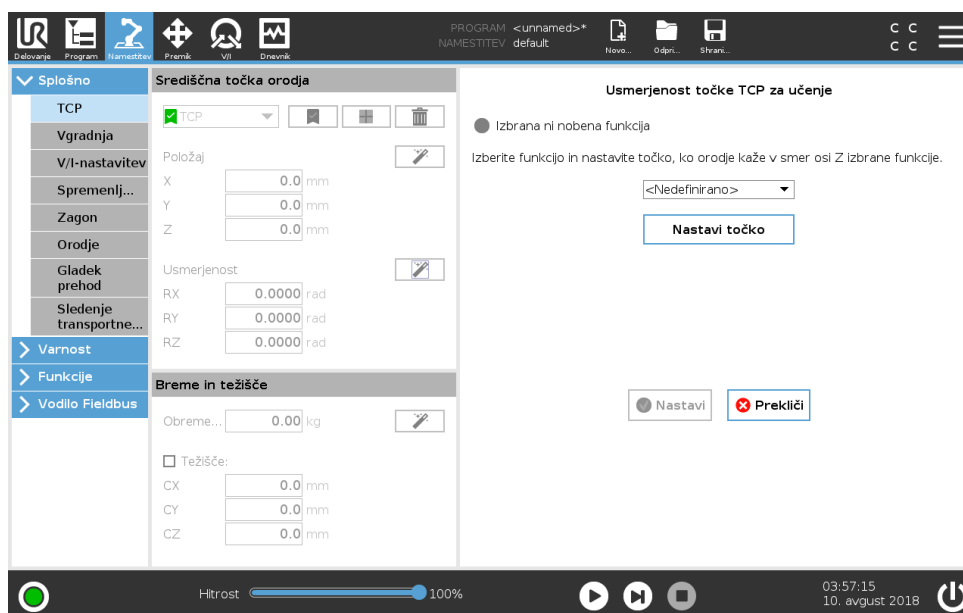 PROGRAM <unnamed>*
NAMESTITEV default
Delovanje
Program
Namestitev
Premik
V/I
Dnevnik
Novo...
Odpri...
Shrani...
C C
C C
Splošno
TCP
Vgradnja
V/I-nastavitev
Spremenlj...
Zagon
Orodje
Gladek
prehod
Sledenje
transportne...
Varnost
Funkcije
Vodilo Fieldbus
Središčna točka orodja
TCP
Položaj
X 0.0 mm
Y 0.0 mm
Z 0.0 mm
Usmerjenost
RX 0.0000 rad
RY 0.0000 rad
RZ 0.0000 rad
Breme in težišče
Obreme... 0.00 kg
Težišče:
CX 0.0 mm
CY 0.0 mm
CZ 0.0 mm
Usmerjenost točke TCP za učenje
Izbrana ni nobena funkcija
Izberite funkcijo in nastavite točko, ko orodje kaže v smer osi Z izbrane funkcije.
<Nedefinirano>
Nastavi točko
Nastavi
Prekliči
Hitrost 100%
03:57:15
10. avgust 2018